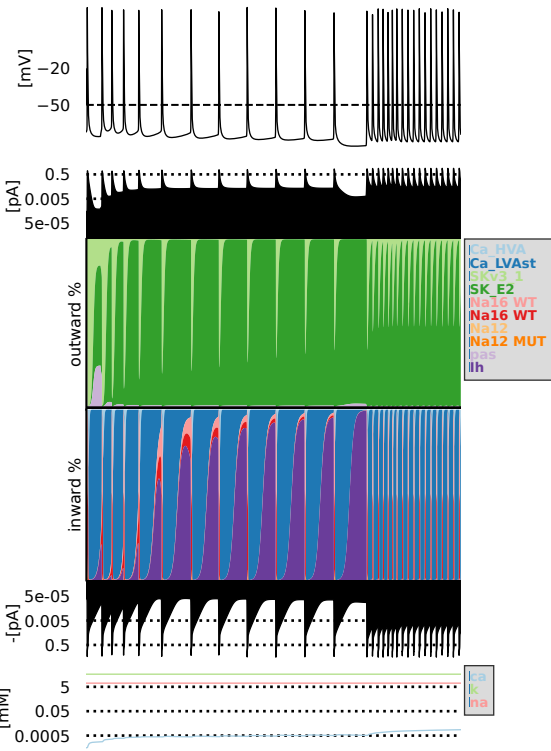 [mV]
−20
−50
[pA]
0.5
0.005
5e-05
outward %
Ca_HVA
Ca_LVAst
SKv3_1
SK_E2
Na16 WT
Na16 WT
Na12
Na12 MUT
pas
Ih
inward %
-[pA]
5e-05
0.005
0.5
[mM]
5
0.05
0.0005
ca
k
na